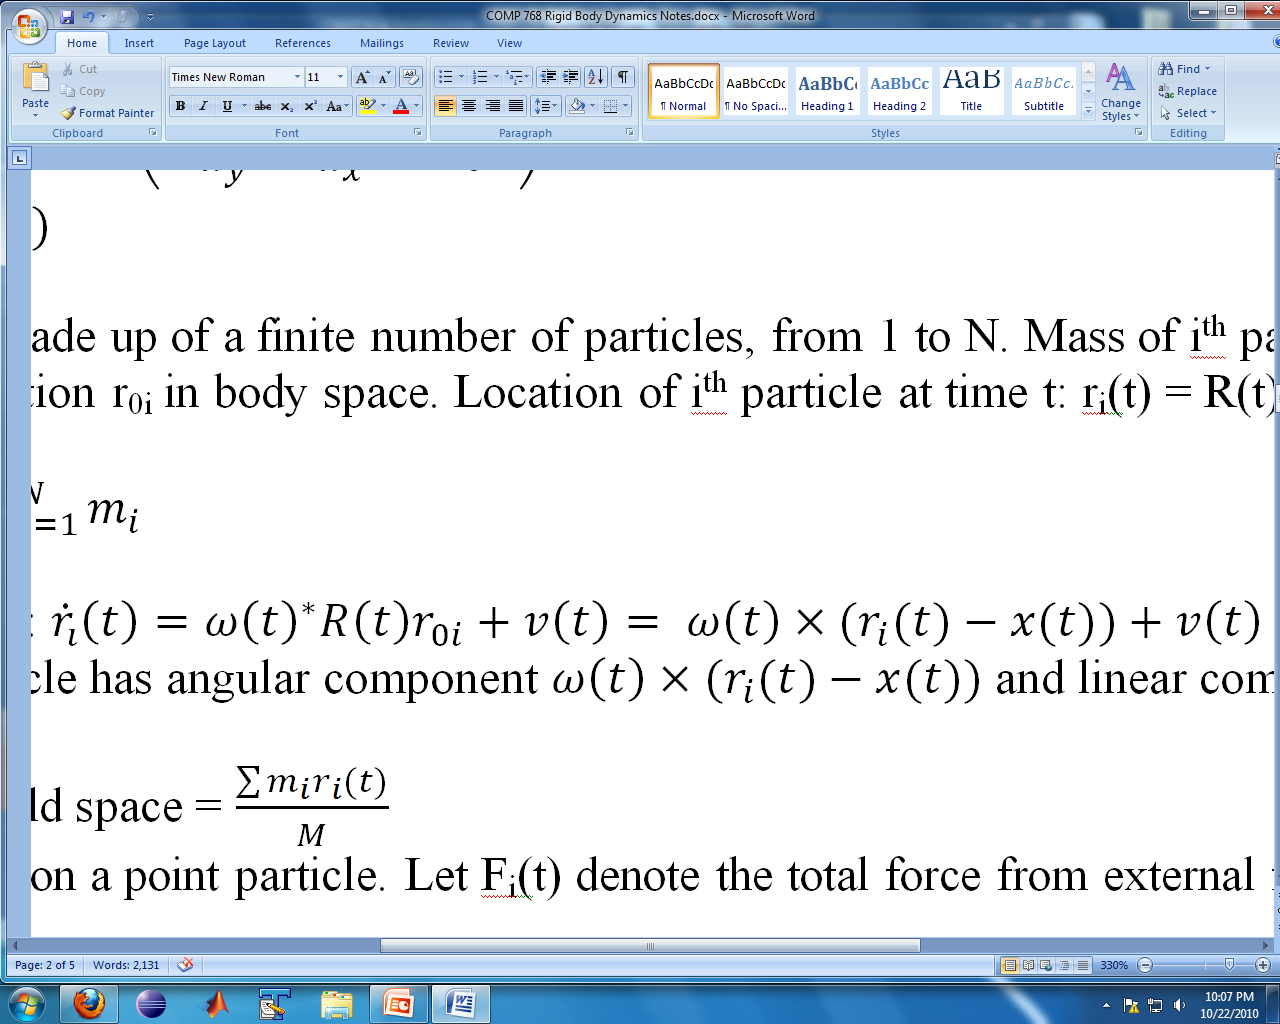 COMP 768 Rigid Body Dynamics Notes.docx - Microsoft Word
Home Insert Page Layout References Mailings Review View
Paste
Cut
Copy
Format Painter
Clipboard
Times New Roman 11
B I U abc x₂ x² Aa
Font
Paragraph
AaBbCcDc AaBbCcDc AaBbCc AaBbCc AaB AaBbCc.
¶ Normal ¶ No Spaci... Heading 1 Heading 2 Title Subtitle
Change Styles
Styles
Find
Replace
Select
Editing
)
ade up of a finite number of particles, from 1 to N. Mass of iᵗʰ pa
tion r₀ᵢ in body space. Location of iᵗʰ particle at time t: rᵢ(t) = R(t)
=1 mᵢ
: ṙᵢ(t) = ω(t)*R(t)r₀ᵢ + v(t) = ω(t) × (rᵢ(t) − x(t)) + v(t)
cle has angular component ω(t) × (rᵢ(t) − x(t)) and linear com
ld space = ∑mᵢrᵢ(t) / M
on a point particle. Let Fᵢ(t) denote the total force from external
Page: 2 of 5 Words: 2,131 330%
10:07 PM
10/22/2010